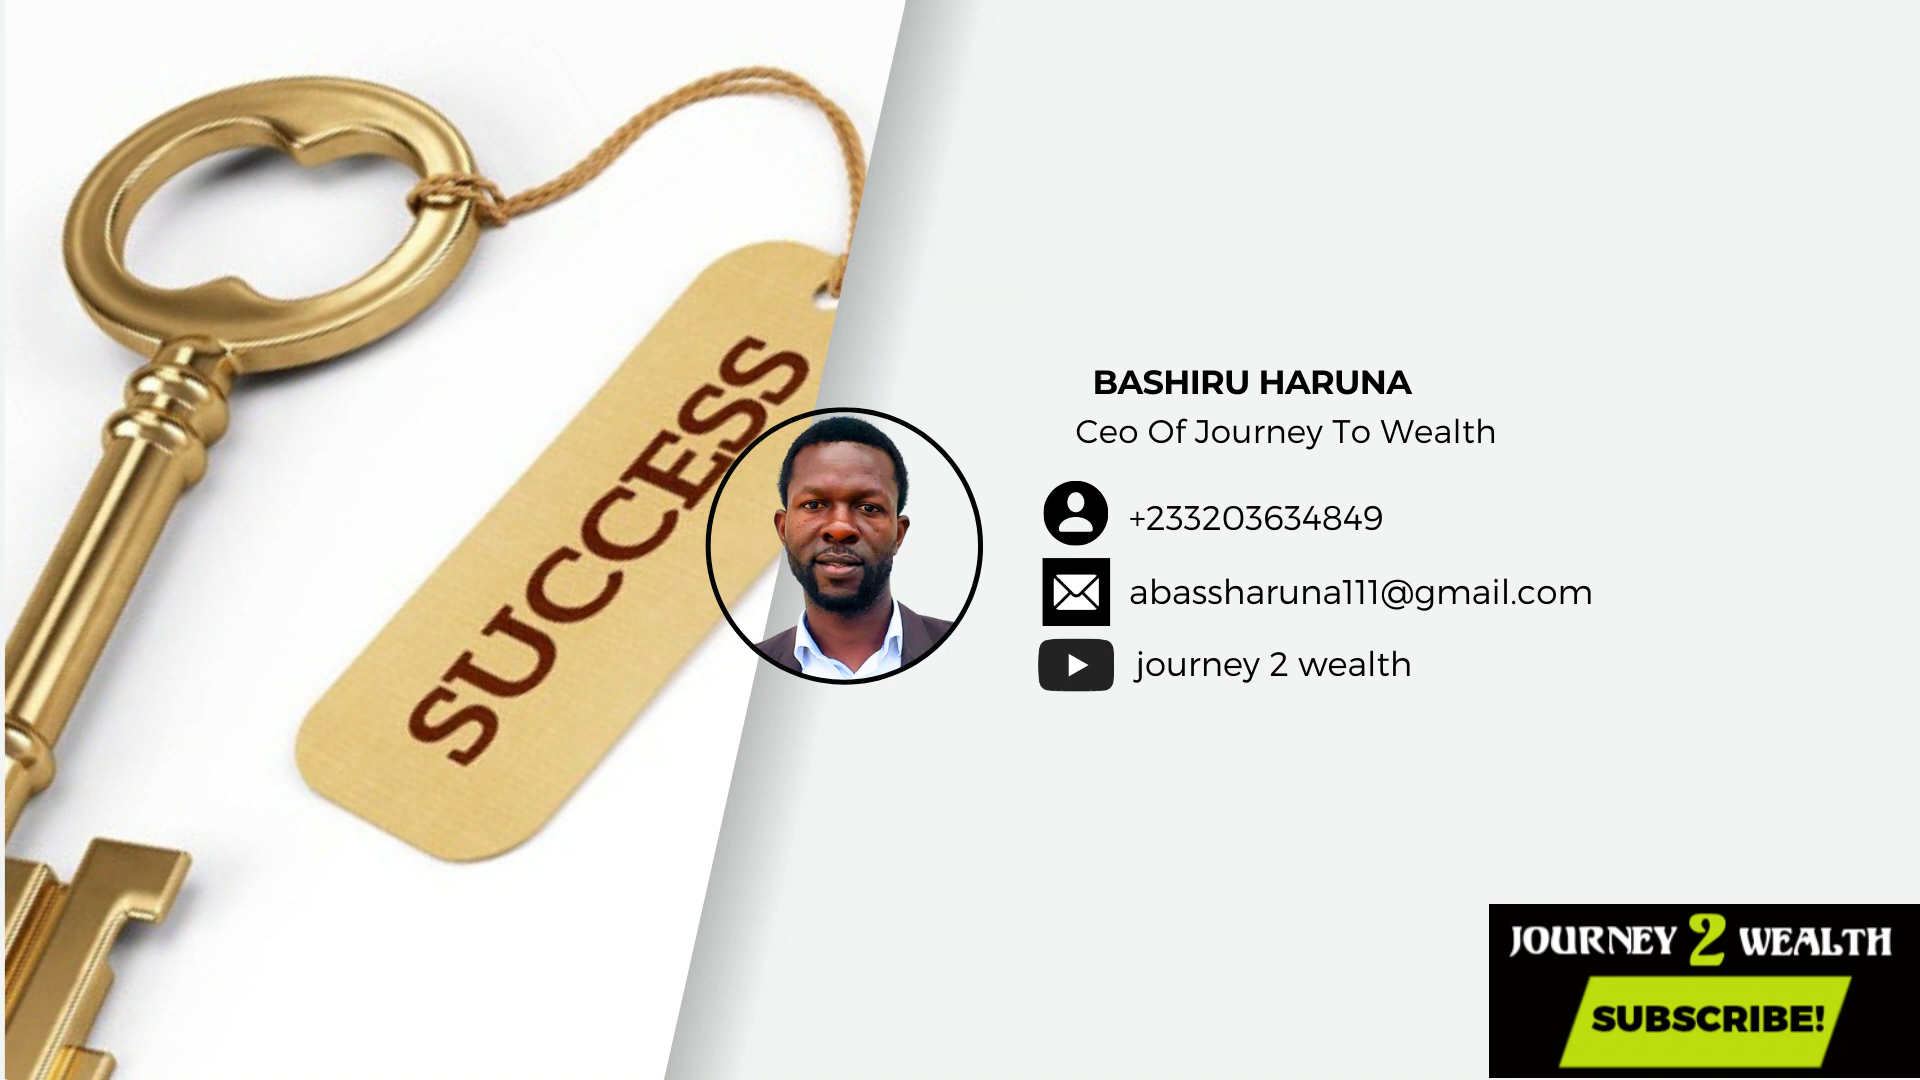 SUCCESS
BASHIRU HARUNA
Ceo Of Journey To Wealth
+233203634849
abassharuna111@gmail.com
journey 2 wealth
JOURNEY 2 WEALTH
SUBSCRIBE!